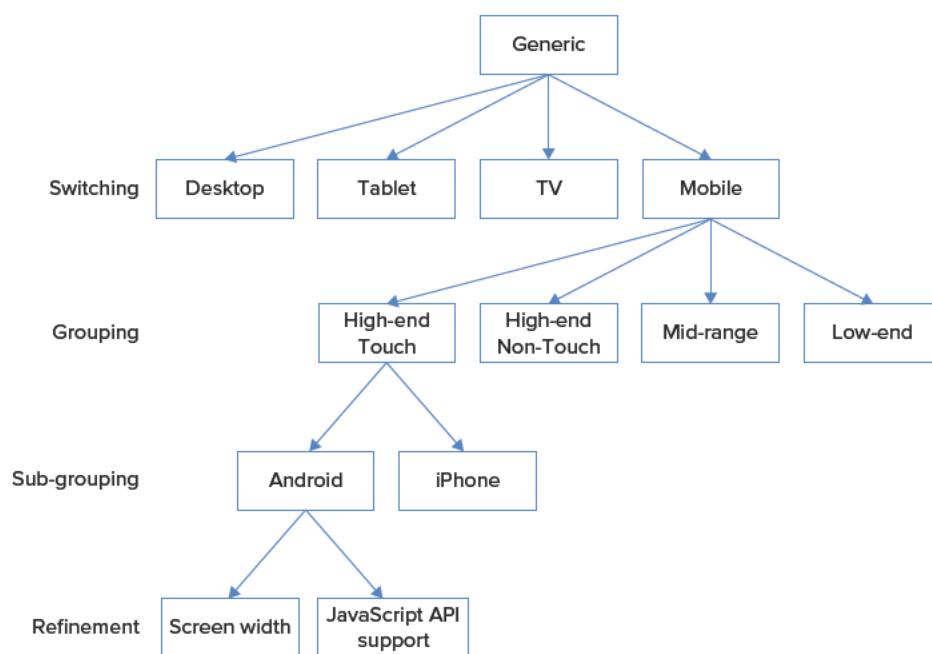 Generic
Switching
Desktop
Tablet
TV
Mobile
Grouping
High-end
Touch
High-end
Non-Touch
Mid-range
Low-end
Sub-grouping
Android
iPhone
Refinement
Screen width
JavaScript API
support